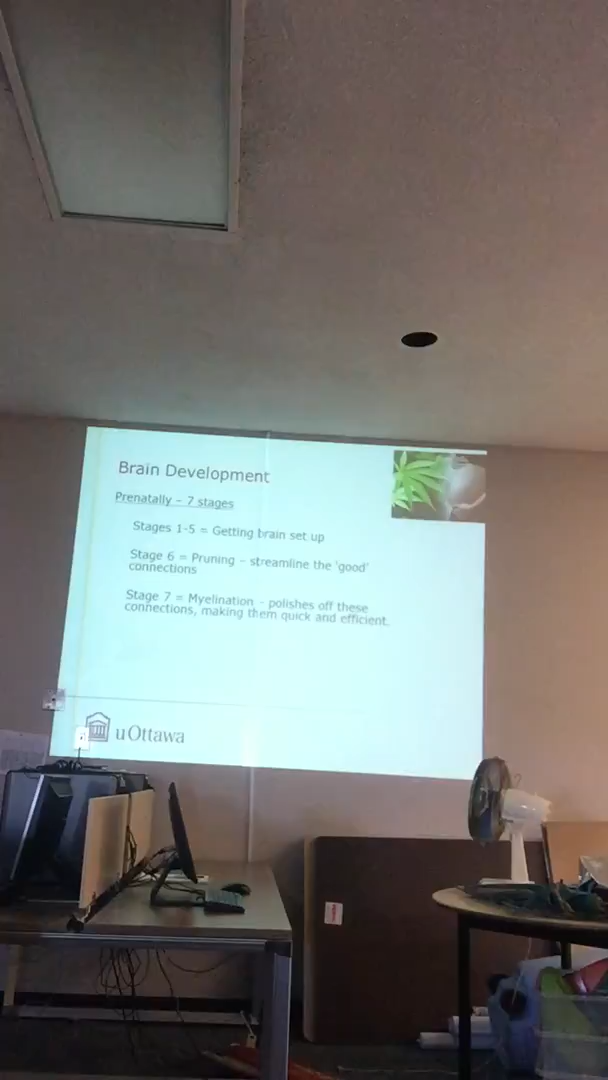 Brain Development
Prenatally – 7 stages
Stages 1-5 = Getting brain set up
Stage 6 = Pruning – streamline the 'good'
connections
Stage 7 = Myelination - polishes off these
connections, making them quick and efficient.
uOttawa